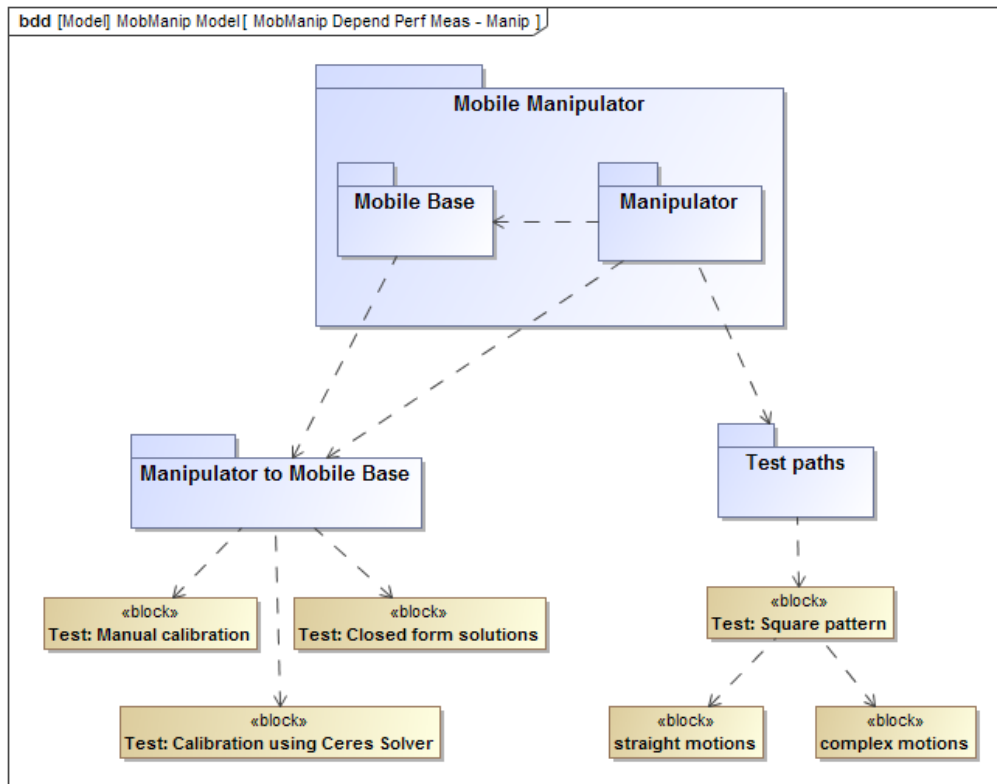 bdd [Model] MobManip Model[ MobManip Depend Perf Meas - Manip ]
Mobile Manipulator
Mobile Base
Manipulator
Manipulator to Mobile Base
Test paths
«block»
Test: Manual calibration
«block»
Test: Closed form solutions
«block»
Test: Square pattern
«block»
Test: Calibration using Ceres Solver
«block»
straight motions
«block»
complex motions